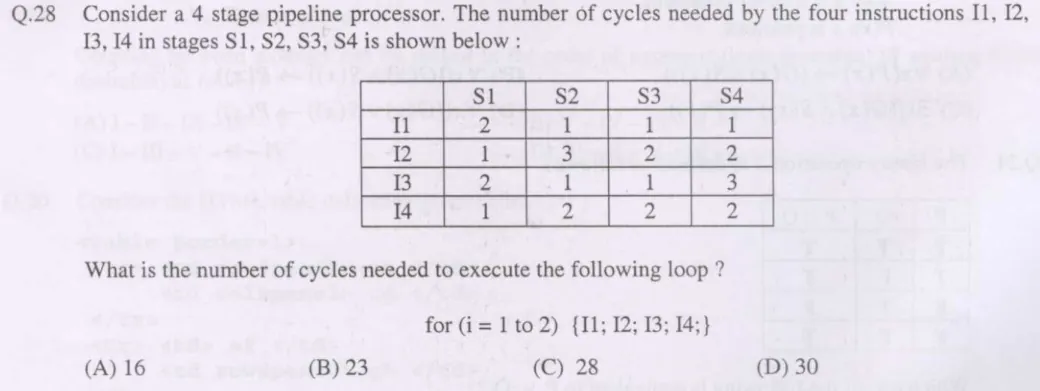 Q.28 Consider a 4 stage pipeline processor. The number of cycles needed by the four instructions I1, I2,
I3, I4 in stages S1, S2, S3, S4 is shown below :
S1 S2 S3 S4
I1 2 1 1 1
I2 1 3 2 2
I3 2 1 1 3
I4 1 2 2 2
What is the number of cycles needed to execute the following loop ?
for (i = 1 to 2) {I1; I2; I3; I4;}
(A) 16 (B) 23 (C) 28 (D) 30